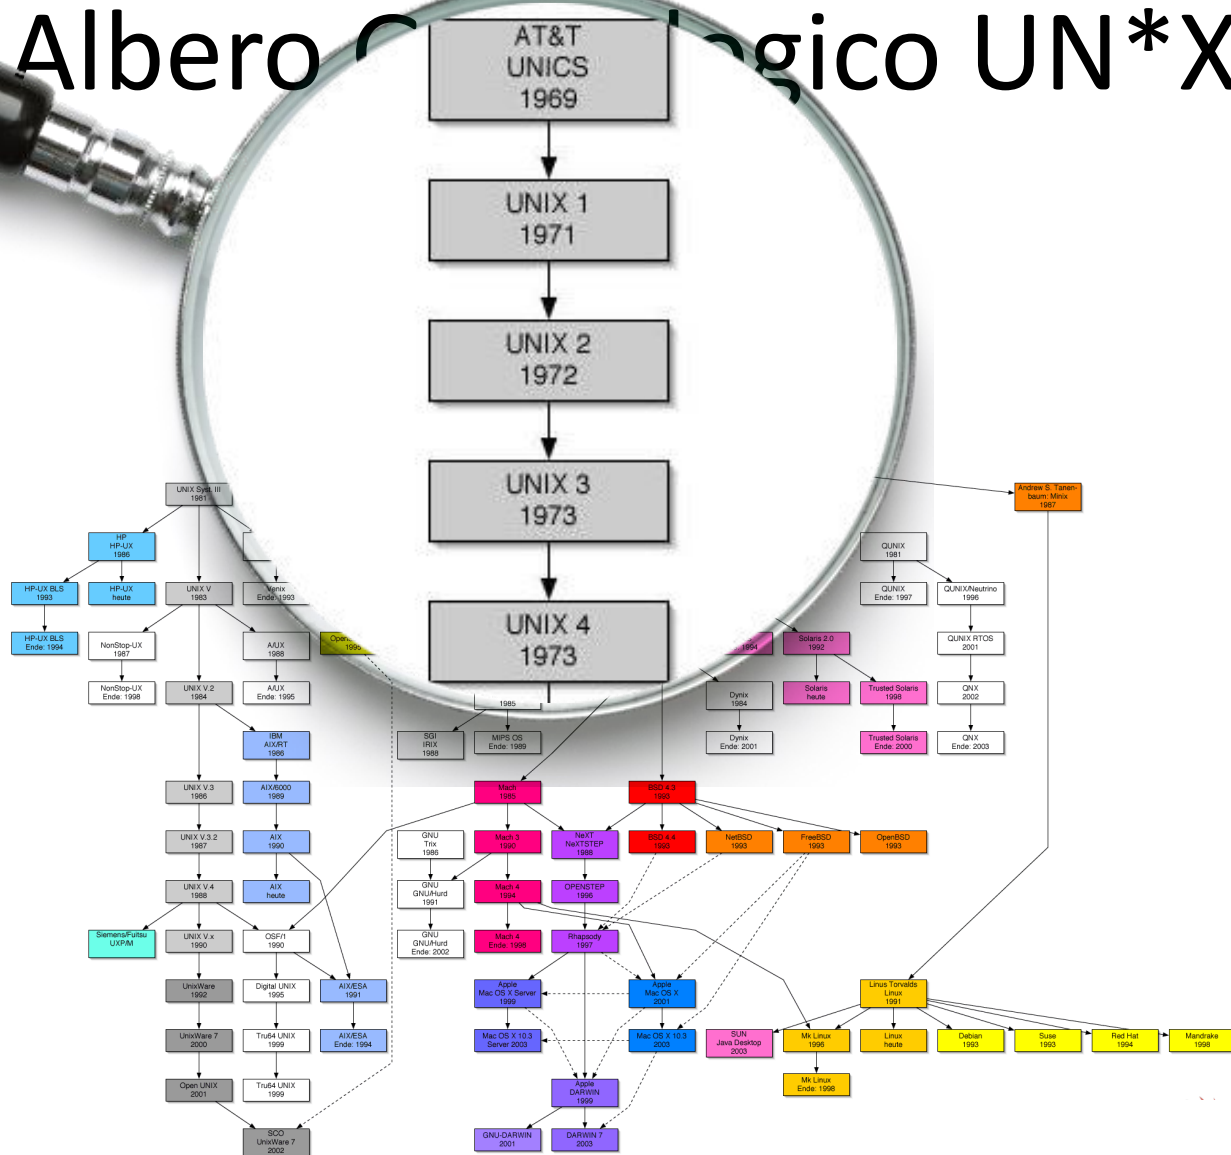 Albero
gico UN*X
AT&T
UNICS
1969
UNIX 1
1971
UNIX 2
1972
UNIX 3
1973
UNIX 4
1973
UNIX Syst. III
1981
Andrew S. Tanen-
baum: Minix
1987
HP
HP-UX
1986
QUNIX
1981
HP-UX BLS
1993
HP-UX
heute
UNIX V
1983
Venix
Ende: 1993
QUNIX
Ende: 1997
QUNIX/Neutrino
1996
HP-UX BLS
Ende: 1994
NonStop-UX
1987
A/UX
1988
1995
1994
Solaris 2.0
1992
QUNIX RTOS
2001
NonStop-UX
Ende: 1998
UNIX V.2
1984
A/UX
Ende: 1995
1985
Dynix
1984
Solaris
heute
Trusted Solaris
1998
QNX
2002
IBM
AIX/RT
1986
SGI
IRIX
1988
MIPS OS
Ende: 1989
Dynix
Ende: 2001
Trusted Solaris
Ende: 2000
QNX
Ende: 2003
UNIX V.3
1986
AIX/6000
1989
Mach
1985
BSD 4.3
1993
UNIX V.3.2
1987
AIX
1990
GNU
Trix
1986
Mach 3
1990
NeXT
NeXTSTEP
1988
BSD 4.4
1993
NetBSD
1993
FreeBSD
1993
OpenBSD
1993
UNIX V.4
1988
AIX
heute
GNU
GNU/Hurd
1991
Mach 4
1994
OPENSTEP
1996
Siemens/Fuitsu
UXP/M
UNIX V.x
1990
OSF/1
1990
GNU
GNU/Hurd
Ende: 2002
Mach 4
Ende: 1996
Rhapsody
1997
UnixWare
1992
Digital UNIX
1995
AIX/ESA
1991
Apple
Mac OS X Server
1999
Apple
Mac OS X
2001
Linus Torvalds
Linux
1991
UnixWare 7
2000
Tru64 UNIX
1999
AIX/ESA
Ende: 1994
Mac OS X 10.3
Server 2003
Mac OS X 10.3
2003
SUN
Java Desktop
2003
Mk Linux
1996
Linux
heute
Debian
1993
Suse
1993
Red Hat
1994
Mandrake
1998
Open UNIX
2001
Tru64 UNIX
1999
Apple
DARWIN
1999
Mk Linux
Ende: 1998
SCO
UnixWare 7
2002
GNU-DARWIN
2001
DARWIN 7
2003